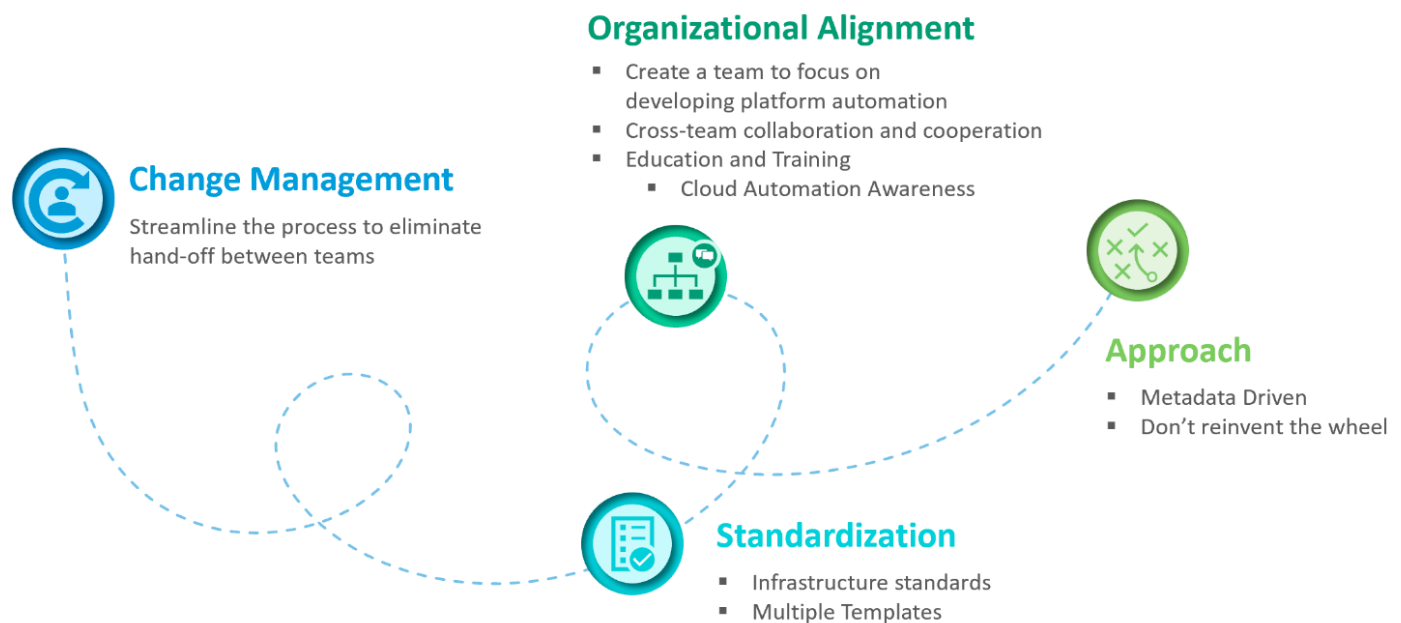 Organizational Alignment
▪ Create a team to focus on
developing platform automation
▪ Cross-team collaboration and cooperation
▪ Education and Training
▪ Cloud Automation Awareness
Change Management
Streamline the process to eliminate
hand-off between teams
Approach
▪ Metadata Driven
▪ Don’t reinvent the wheel
Standardization
▪ Infrastructure standards
▪ Multiple Templates